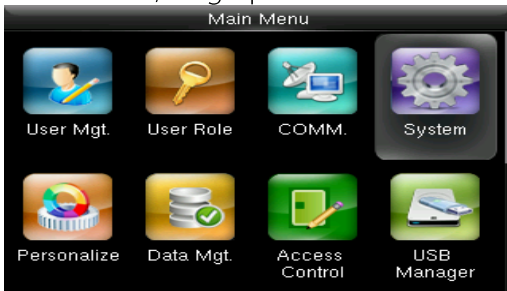 Main Menu
User Mgt.
User Role
COMM.
System
Personalize
Data Mgt.
Access
Control
USB
Manager